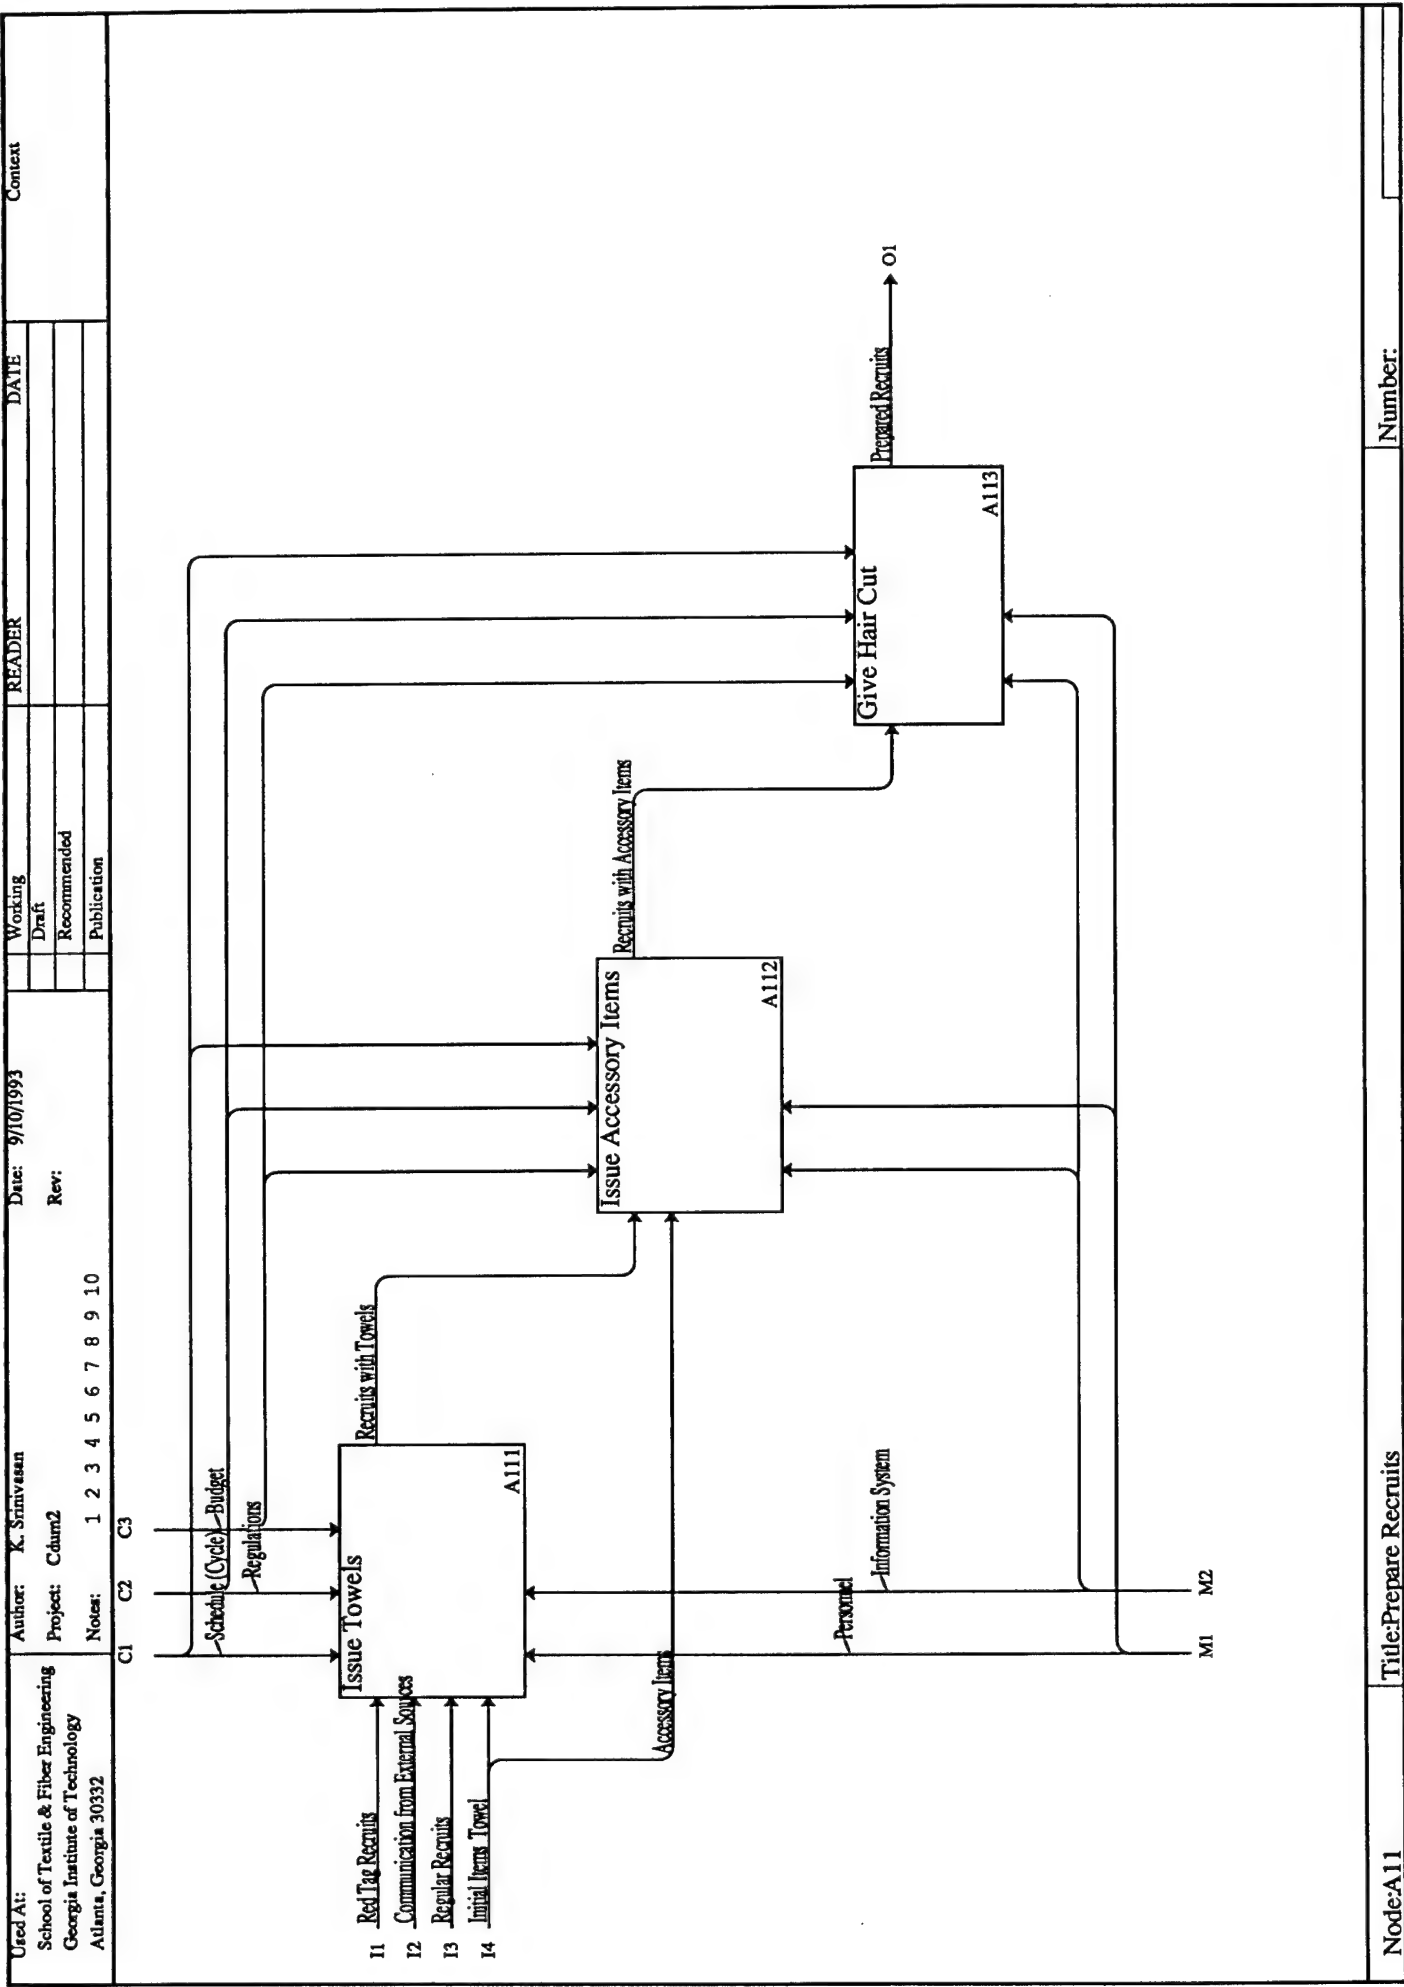 Used At:
School of Textile & Fiber Engineering
Georgia Institute of Technology
Atlanta, Georgia 30332
Author: K. Srinivasan
Project: Cdum2
Notes: 1 2 3 4 5 6 7 8 9 10
Date: 9/10/1993
Rev:
Working
Draft
Recommended
Publication
READER
DATE
Context
C1
C2
C3
Schedule (Cycle)
Budget
Regulations
I1 Red Tag Recruits
I2 Communication from External Sources
I3 Regular Recruits
I4 Initial Items Towel
Issue Towels
A111
Recruits with Towels
Accessory Items
Issue Accessory Items
A112
Recruits with Accessory Items
Give Hair Cut
A113
Prepared Recruits
O1
Personnel
Information System
M1
M2
Node:A11
Title:Prepare Recruits
Number: